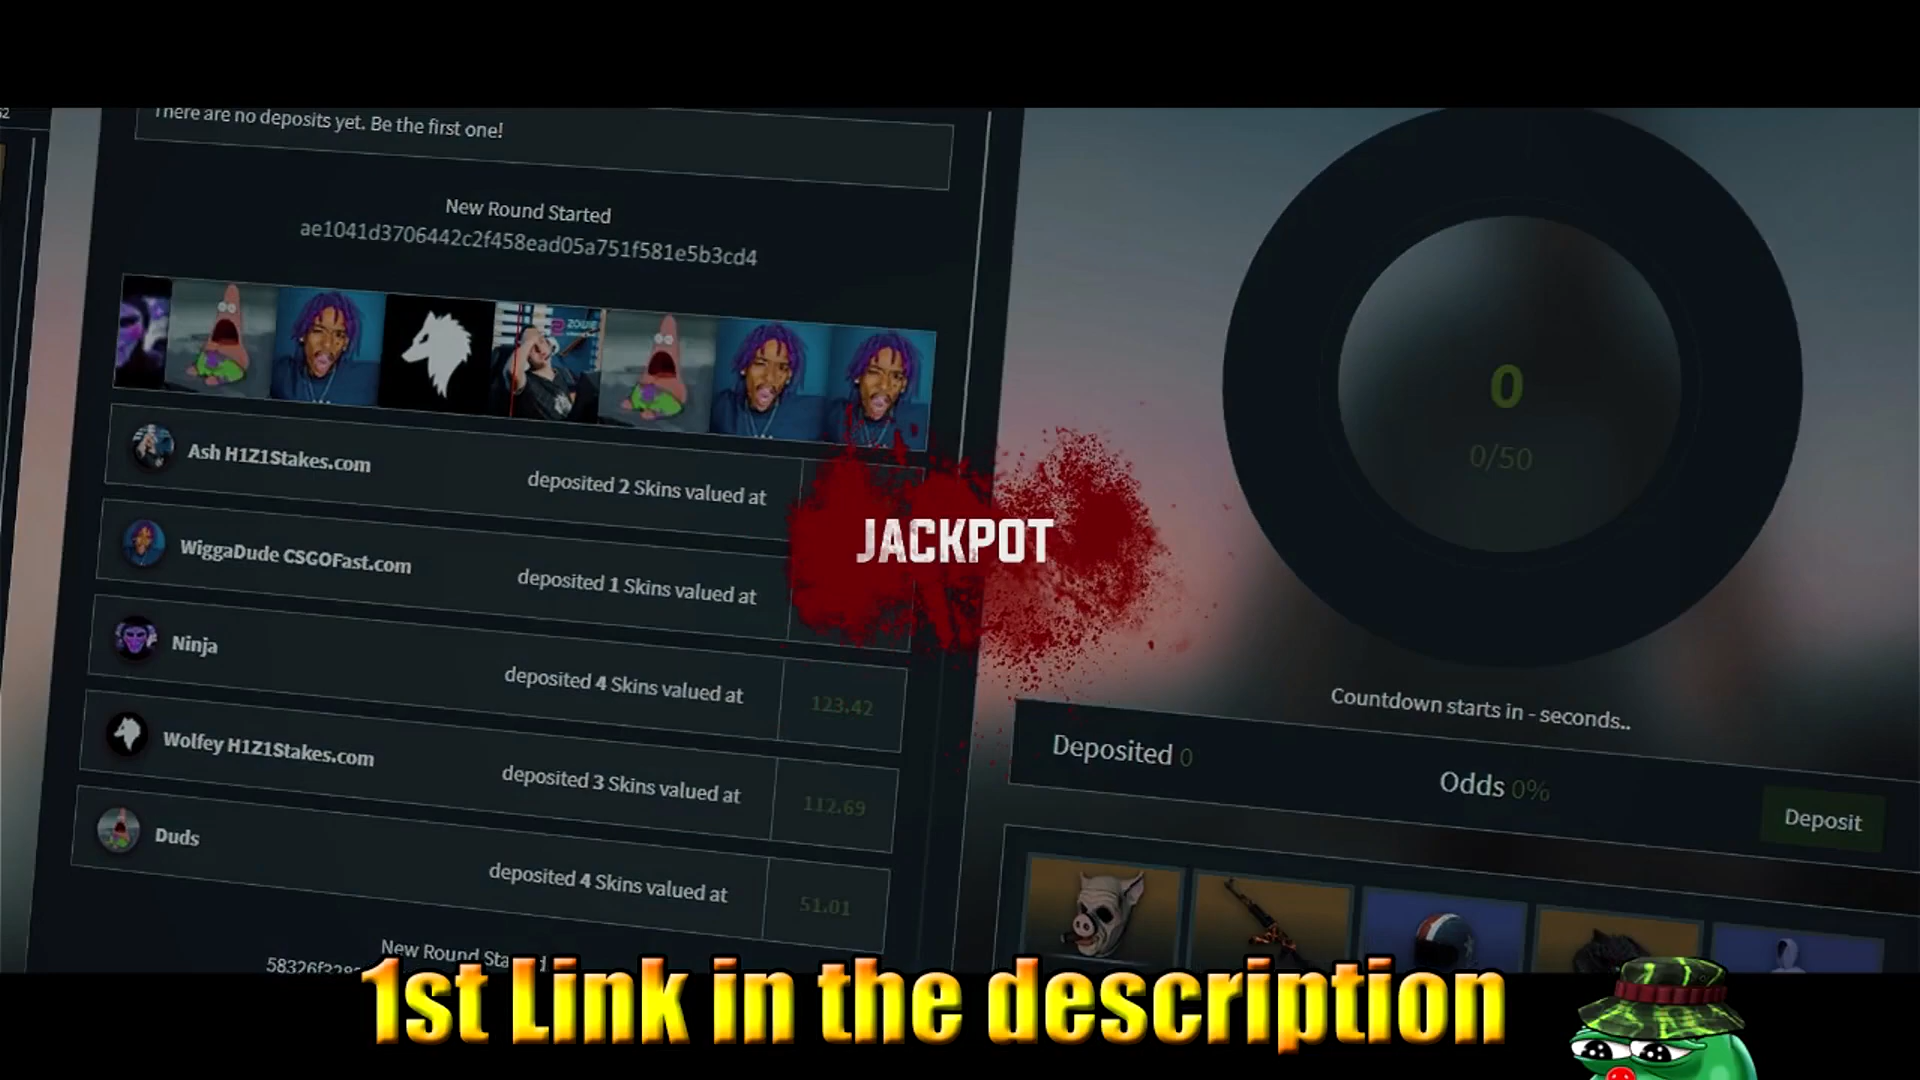 There are no deposits yet. Be the first one!
New Round Started
ae1041d3706442c2f458ead05a751f581e5b3cd4
ZOWIE
Ash H1Z1Stakes.com deposited 2 Skins valued at
WiggaDude CSGOFast.com deposited 1 Skins valued at
Ninja deposited 4 Skins valued at 123.42
Wolfey H1Z1Stakes.com deposited 3 Skins valued at 112.69
Duds deposited 4 Skins valued at 51.01
New Round
JACKPOT
0
0/50
Countdown starts in - seconds..
Deposited 0 Odds 0% Deposit
1st Link in the description